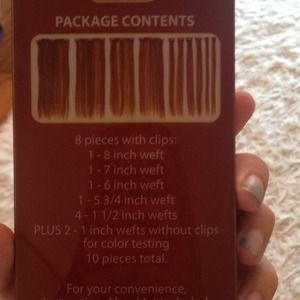 PACKAGE CONTENTS
8 pieces with clips:
1 - 8 inch weft
1 - 7 inch weft
1 - 6 inch weft
1 - 5 3/4 inch weft
4 - 1 1/2 inch wefts
PLUS 2 - 1 inch wefts without clips
for color testing
10 pieces total.
For your convenience,